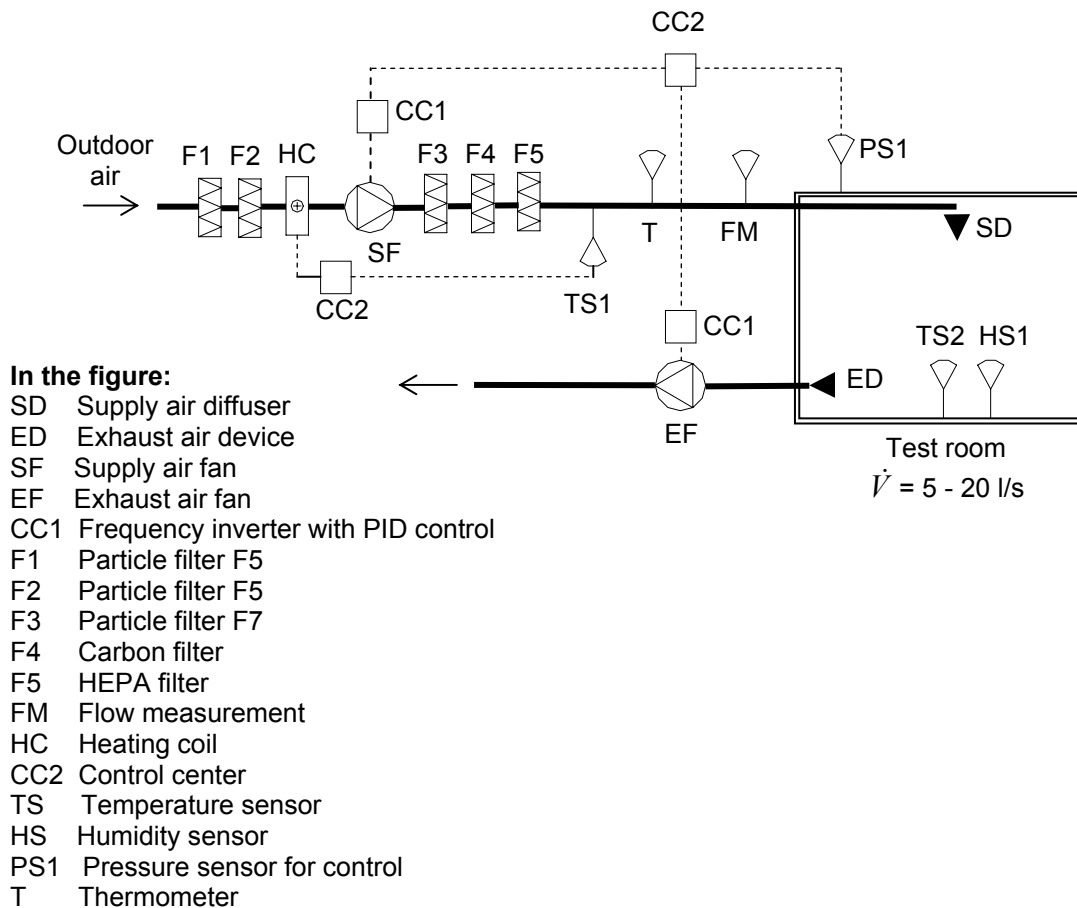 CC2
CC1
PS1
Outdoor
air
F1 F2 HC F3 F4 F5
SF
T FM
SD
CC2
TS1
CC1
TS2 HS1
ED
EF
Test room
V̇ = 5 - 20 l/s
In the figure:
SD Supply air diffuser
ED Exhaust air device
SF Supply air fan
EF Exhaust air fan
CC1 Frequency inverter with PID control
F1 Particle filter F5
F2 Particle filter F5
F3 Particle filter F7
F4 Carbon filter
F5 HEPA filter
FM Flow measurement
HC Heating coil
CC2 Control center
TS Temperature sensor
HS Humidity sensor
PS1 Pressure sensor for control
T Thermometer